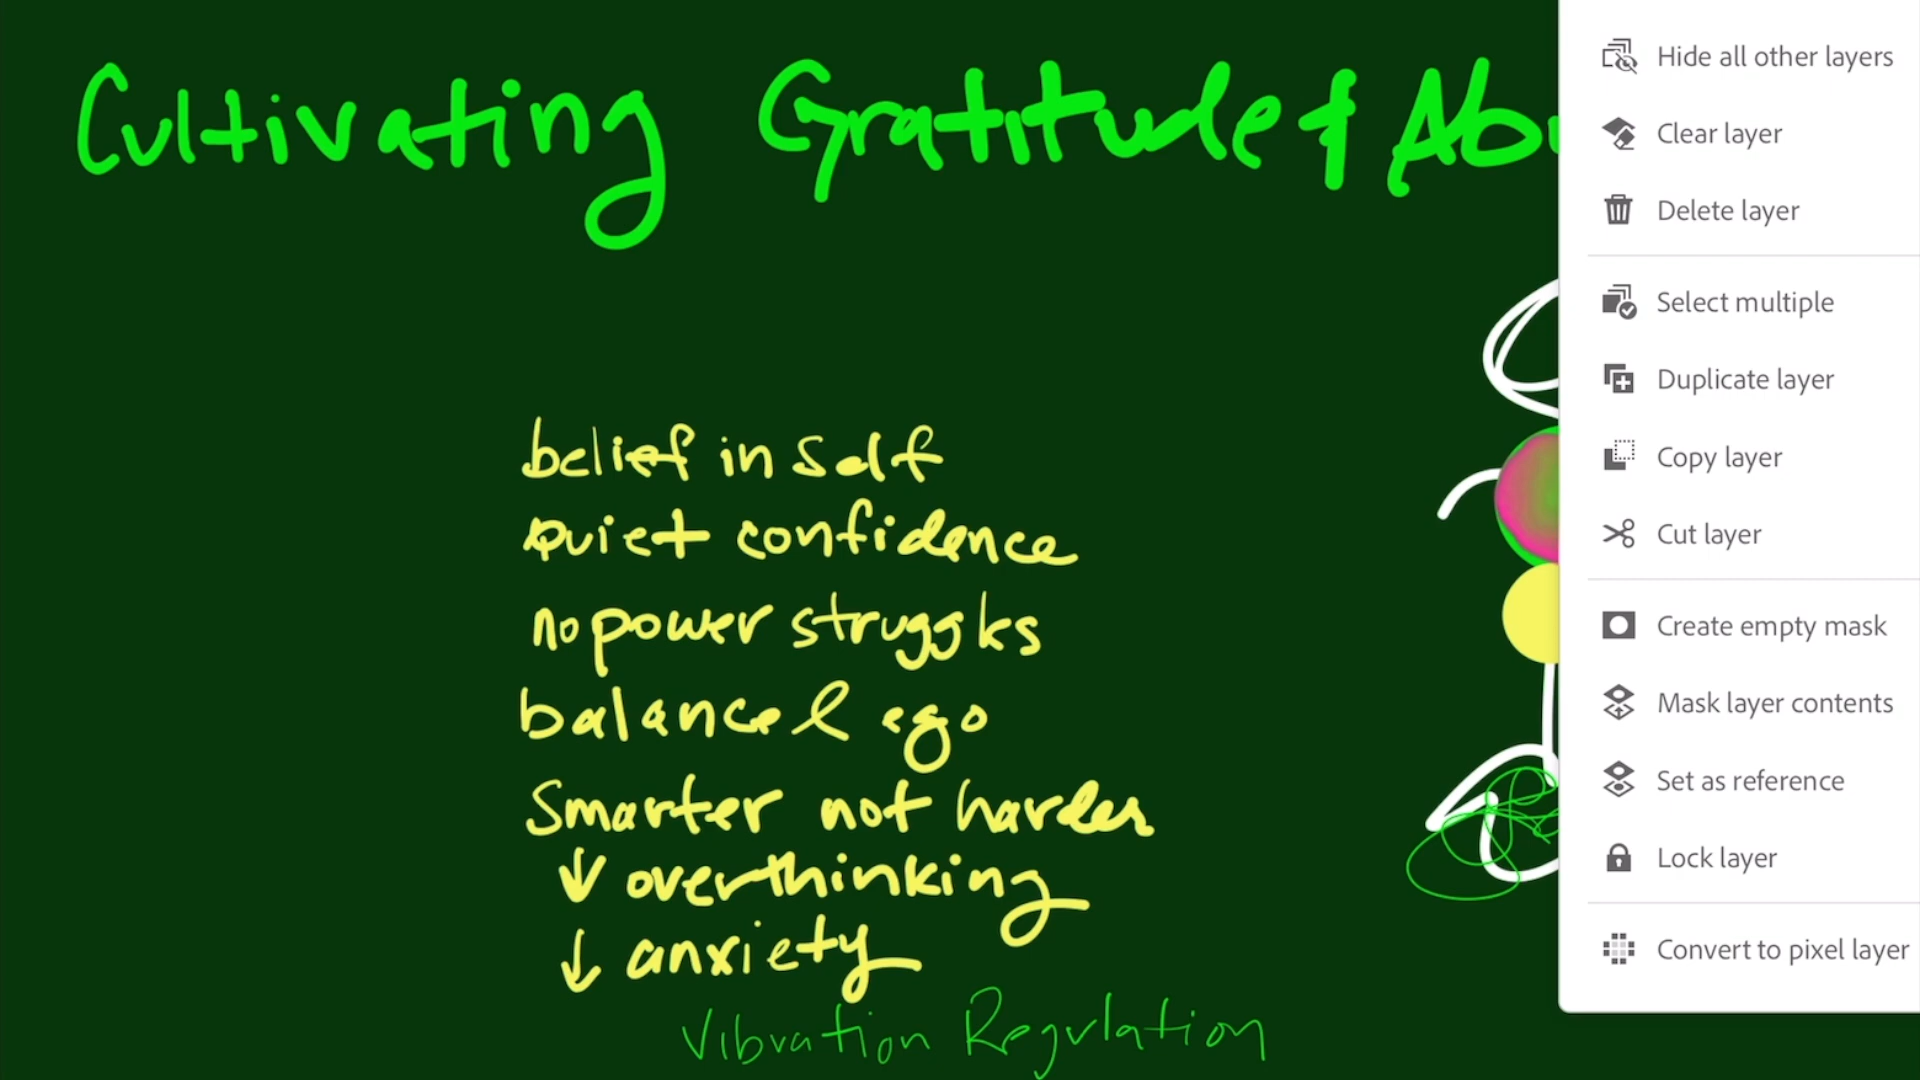 Cultivating Gratitude & Abu
belief in self
Quiet confidence
no power struggles
balanced ego
Smarter not harder
↓ overthinking
↓ anxiety
Vibration Regulation
Hide all other layers
Clear layer
Delete layer
Select multiple
Duplicate layer
Copy layer
Cut layer
Create empty mask
Mask layer contents
Set as reference
Lock layer
Convert to pixel layer